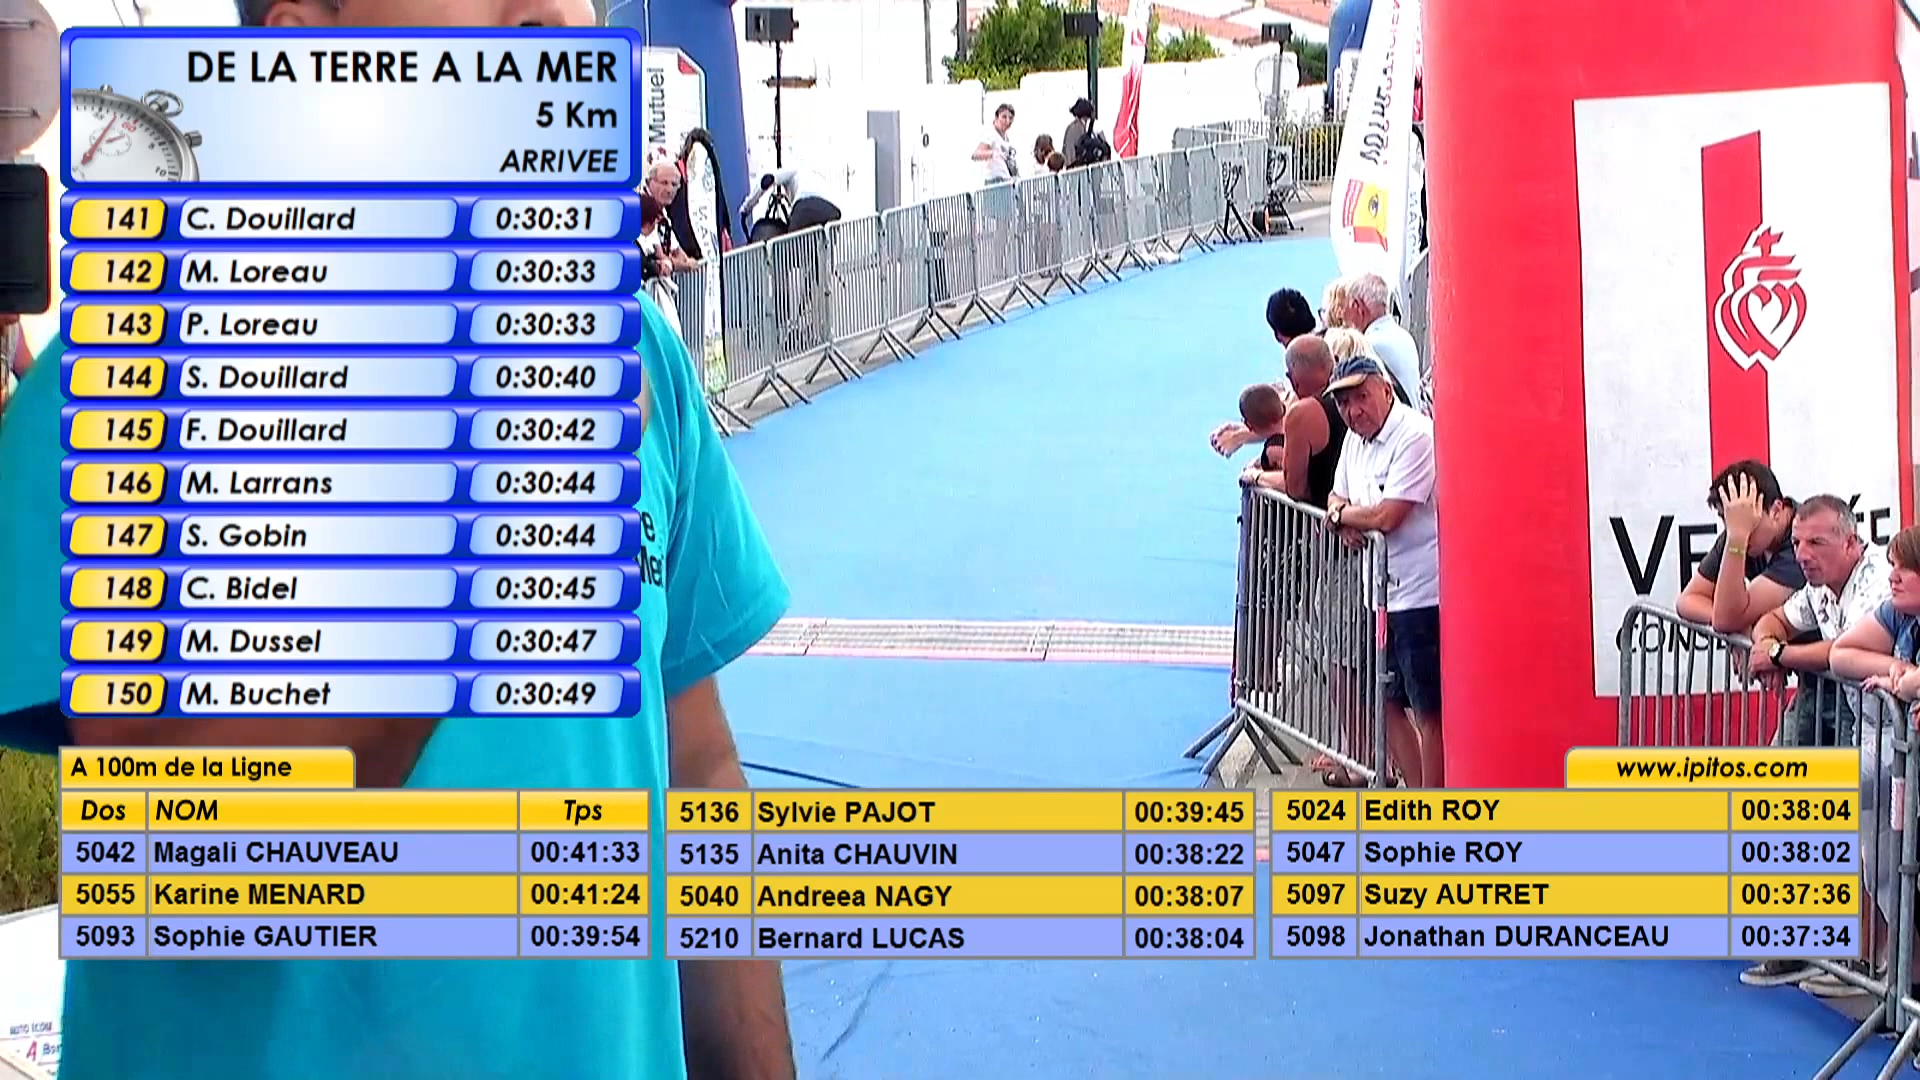 DE LA TERRE A LA MER
5 Km
ARRIVEE
141 C. Douillard 0:30:31
142 M. Loreau 0:30:33
143 P. Loreau 0:30:33
144 S. Douillard 0:30:40
145 F. Douillard 0:30:42
146 M. Larrans 0:30:44
147 S. Gobin 0:30:44
148 C. Bidel 0:30:45
149 M. Dussel 0:30:47
150 M. Buchet 0:30:49
Mutuel
A 100m de la Ligne
www.ipitos.com
Dos NOM Tps
5042 Magali CHAUVEAU 00:41:33
5055 Karine MENARD 00:41:24
5093 Sophie GAUTIER 00:39:54
5136 Sylvie PAJOT 00:39:45
5135 Anita CHAUVIN 00:38:22
5040 Andreea NAGY 00:38:07
5210 Bernard LUCAS 00:38:04
5024 Edith ROY 00:38:04
5047 Sophie ROY 00:38:02
5097 Suzy AUTRET 00:37:36
5098 Jonathan DURANCEAU 00:37:34